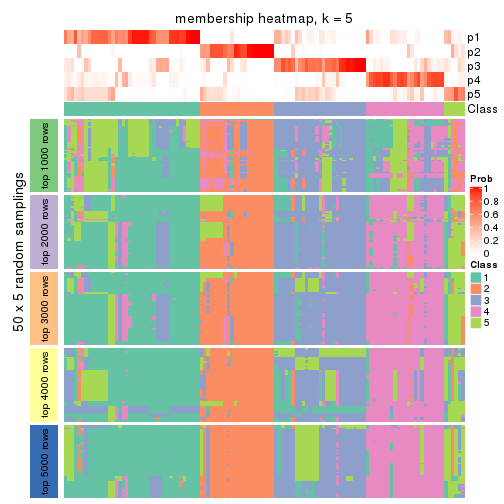 membership heatmap, k = 5
p1
p2
p3
p4
p5
Class
50 x 5 random samplings
top 1000 rows
top 2000 rows
top 3000 rows
top 4000 rows
top 5000 rows
Prob
1
0.8
0.6
0.4
0.2
0
Class
1
2
3
4
5